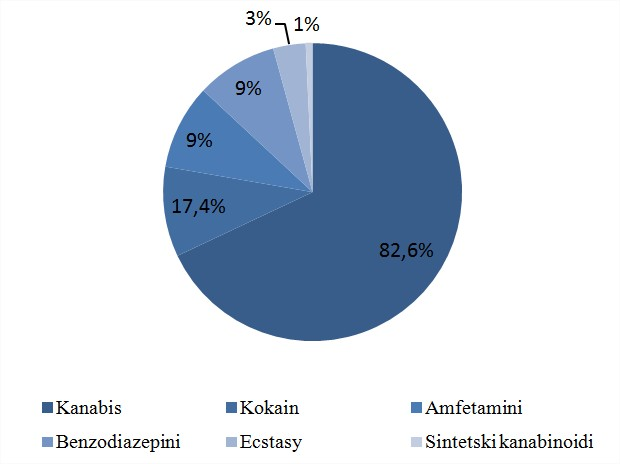 3%
1%
9%
9%
17,4%
82,6%
Kanabis
Kokain
Amfetamini
Benzodiazepini
Ecstasy
Sintetski kanabinoidi